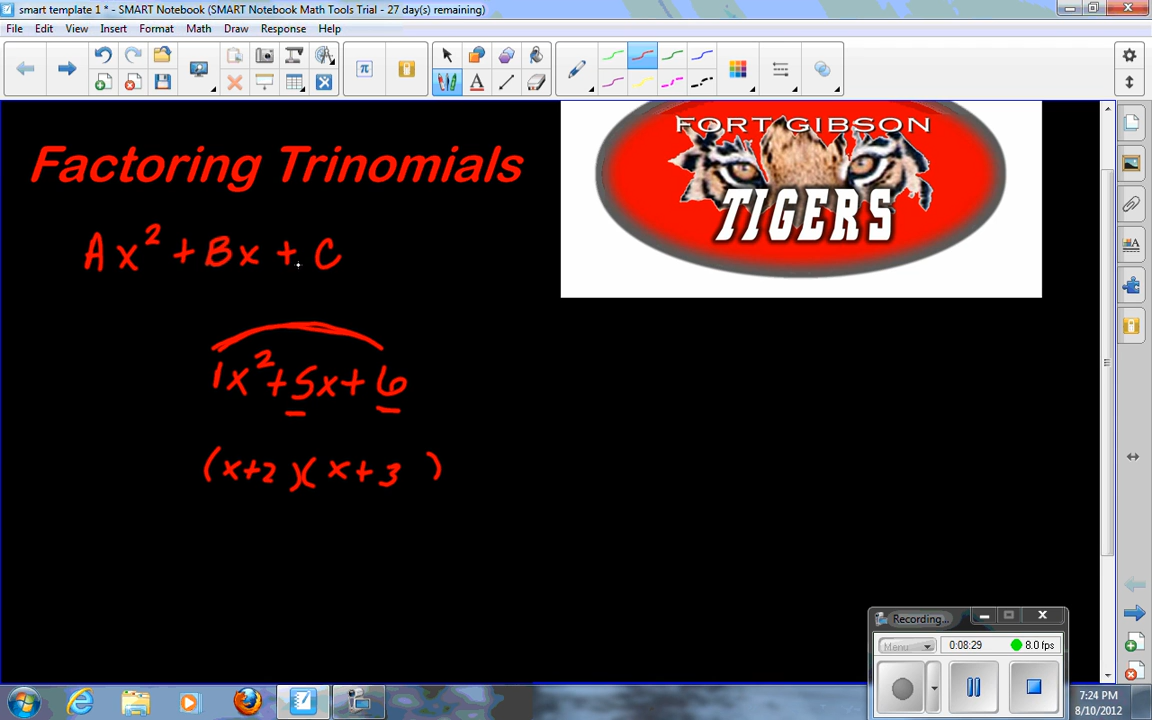 smart template 1 * - SMART Notebook (SMART Notebook Math Tools Trial - 27 day(s) remaining)
File Edit View Insert Format Math Draw Response Help
π A
Factoring Trinomials
FORT GIBSON
TIGERS
Ax² + Bx + C
1x² + 5x + 6
(x+2)(x+3 )
Recording...
Menu 0:08:29 8.0 fps
7:24 PM
8/10/2012